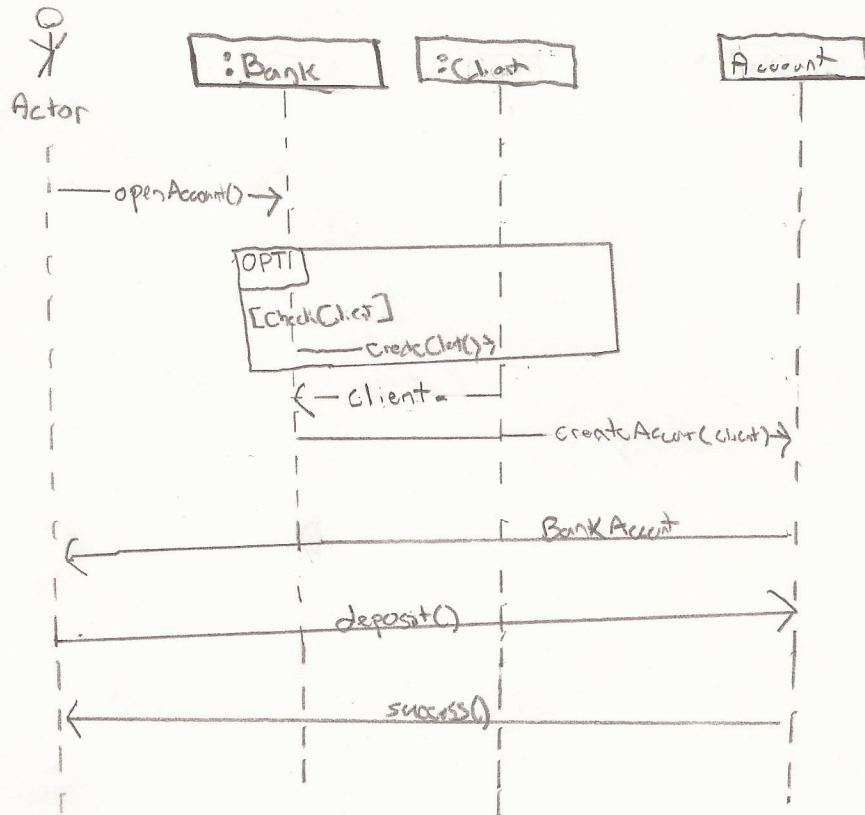 :Bank
:Client
Account
Actor
openAccount()
OPT
[CheckClient]
createClient()
client
createAccount(client)
BankAccount
deposit()
success()